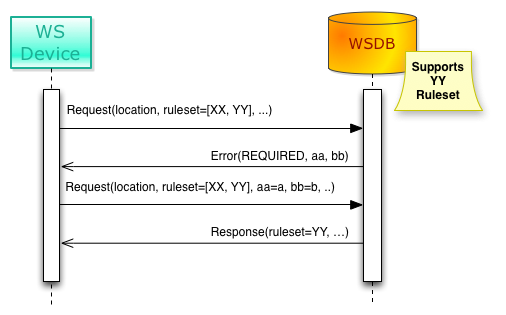 WS
Device
WSDB
Supports
YY
Ruleset
Request(location, ruleset=[XX, YY], ...)
Error(REQUIRED, aa, bb)
Request(location, ruleset=[XX, YY], aa=a, bb=b, ..)
Response(ruleset=YY, …)